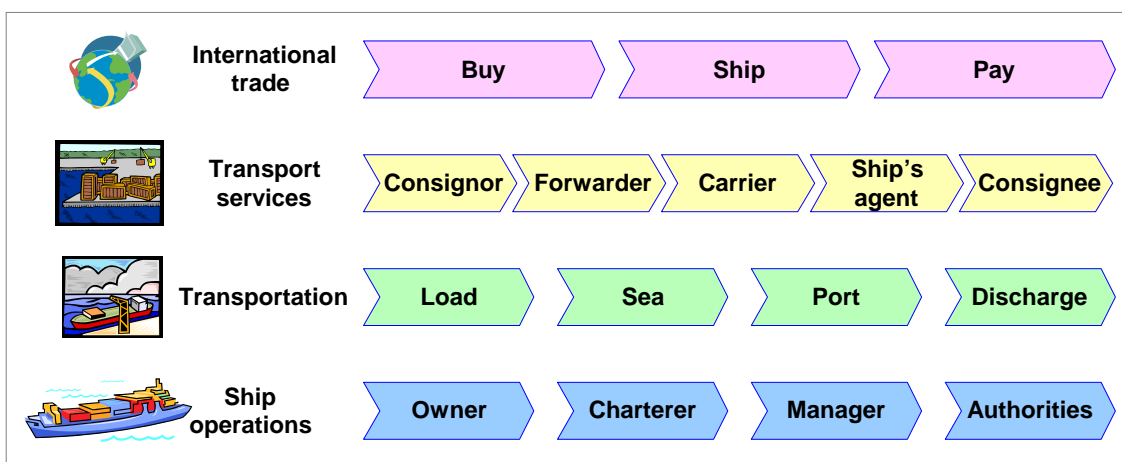 International
trade
Buy
Ship
Pay
Transport
services
Consignor
Forwarder
Carrier
Ship's
agent
Consignee
Transportation
Load
Sea
Port
Discharge
Ship
operations
Owner
Charterer
Manager
Authorities